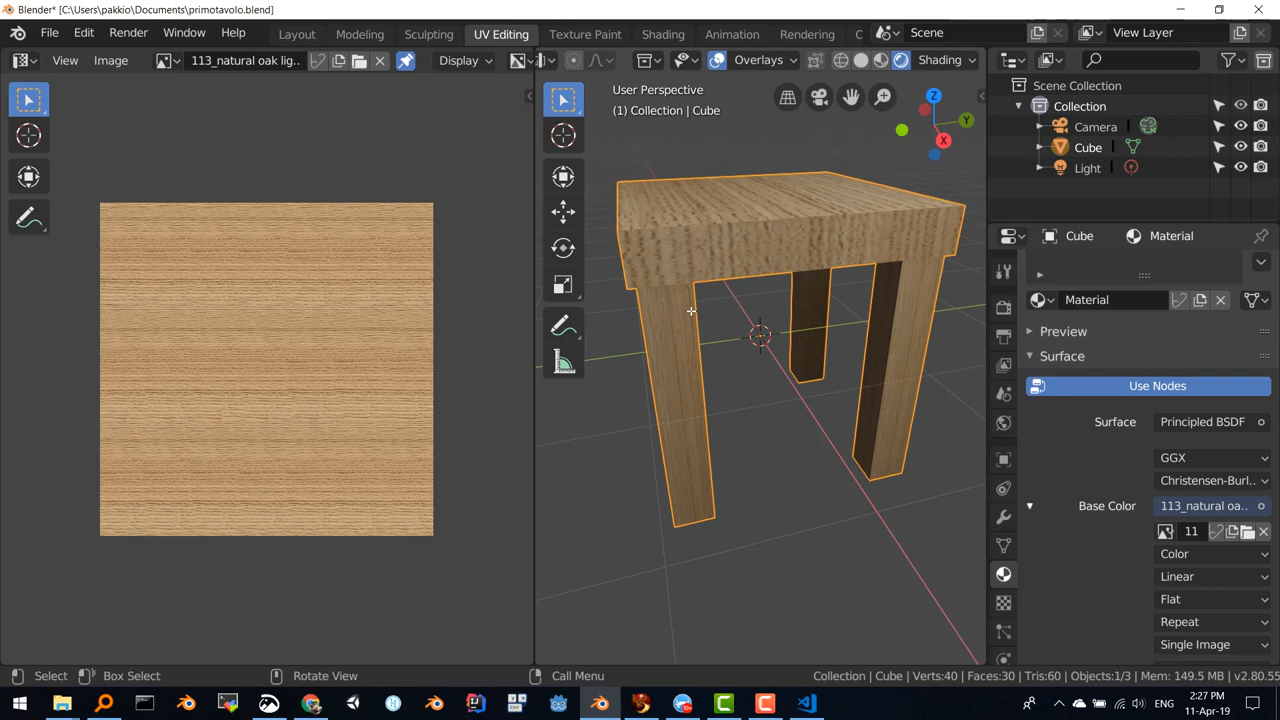 Blender* [C:\Users\pakkio\Documents\primotavolo.blend]
File Edit Render Window Help Layout Modeling Sculpting UV Editing Texture Paint Shading Animation Rendering C Scene View Layer
View Image 113_natural oak lig.. Display Overlays Shading
User Perspective
(1) Collection | Cube
Z
Y
X
Scene Collection
Collection
Camera
Cube
Light
Cube Material
Material
Preview
Surface
Use Nodes
Surface Principled BSDF
GGX
Christensen-Burl..
Base Color 113_natural oa..
11
Color
Linear
Flat
Repeat
Single Image
Select Box Select Rotate View Call Menu Collection | Cube | Verts:40 | Faces:30 | Tris:60 | Objects:1/3 | Mem: 149.5 MB | v2.80.55
ENG
2:27 PM
11-Apr-19